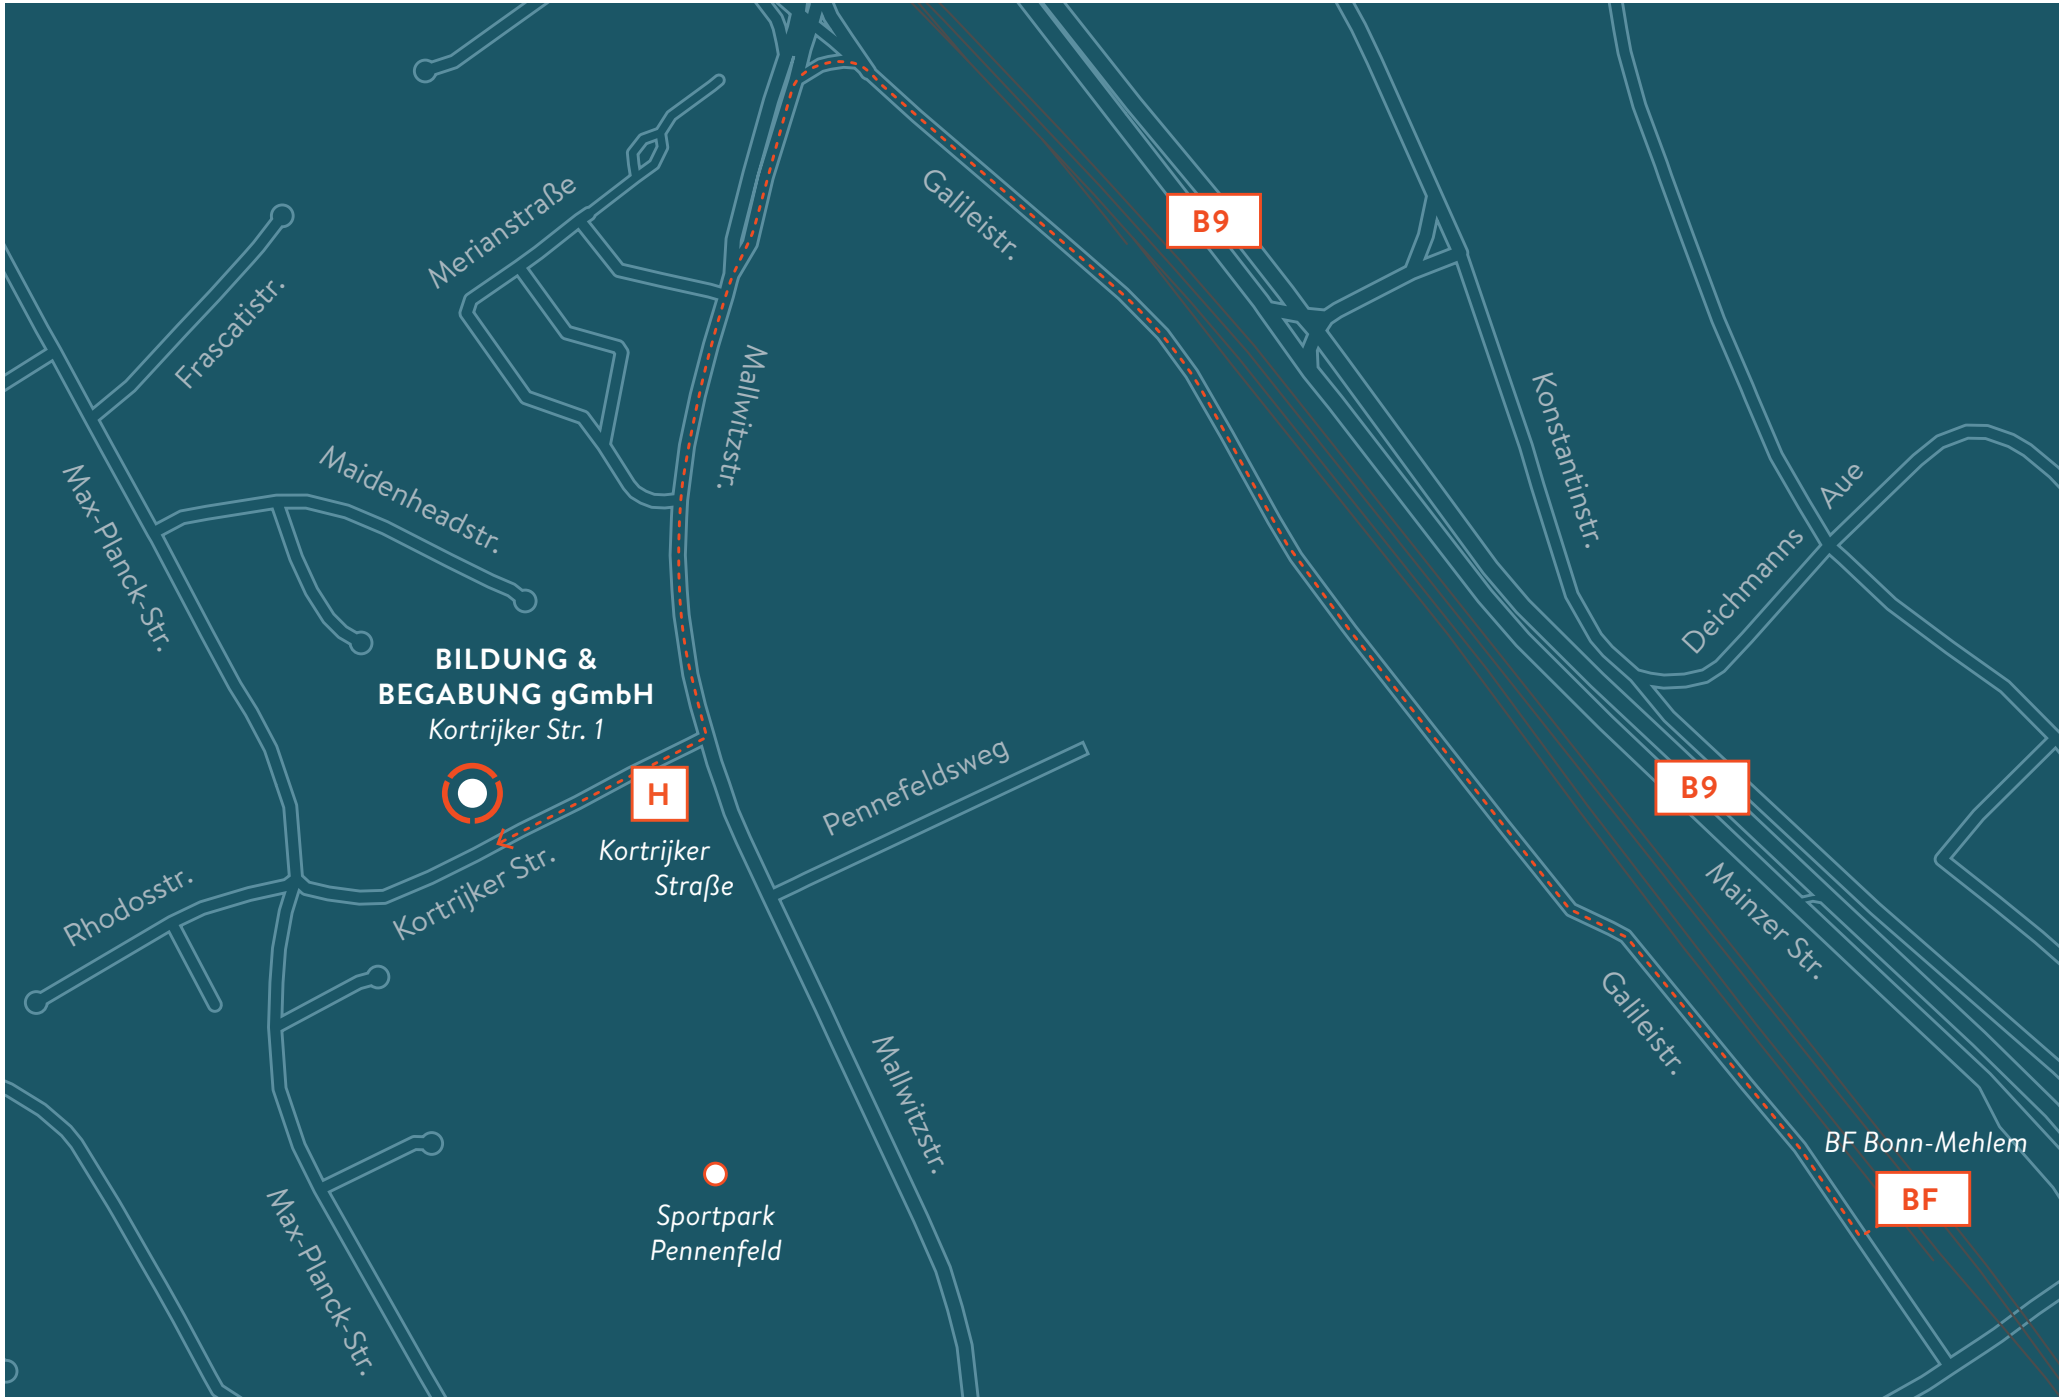 Merianstraße
Galileistr.
B9
Frascatistr.
Mallwitzstr.
Konstantinstr.
Maidenheadstr.
Max-Planck-Str.
Deichmanns Aue
BILDUNG &
BEGABUNG gGmbH
Kortrijker Str. 1
H
Kortrijker
Straße
Pennefeldsweg
B9
Kortrijker Str.
Rhodosstr.
Mainzer Str.
Galileistr.
Mallwitzstr.
BF Bonn-Mehlem
BF
Sportpark
Pennenfeld
Max-Planck-Str.